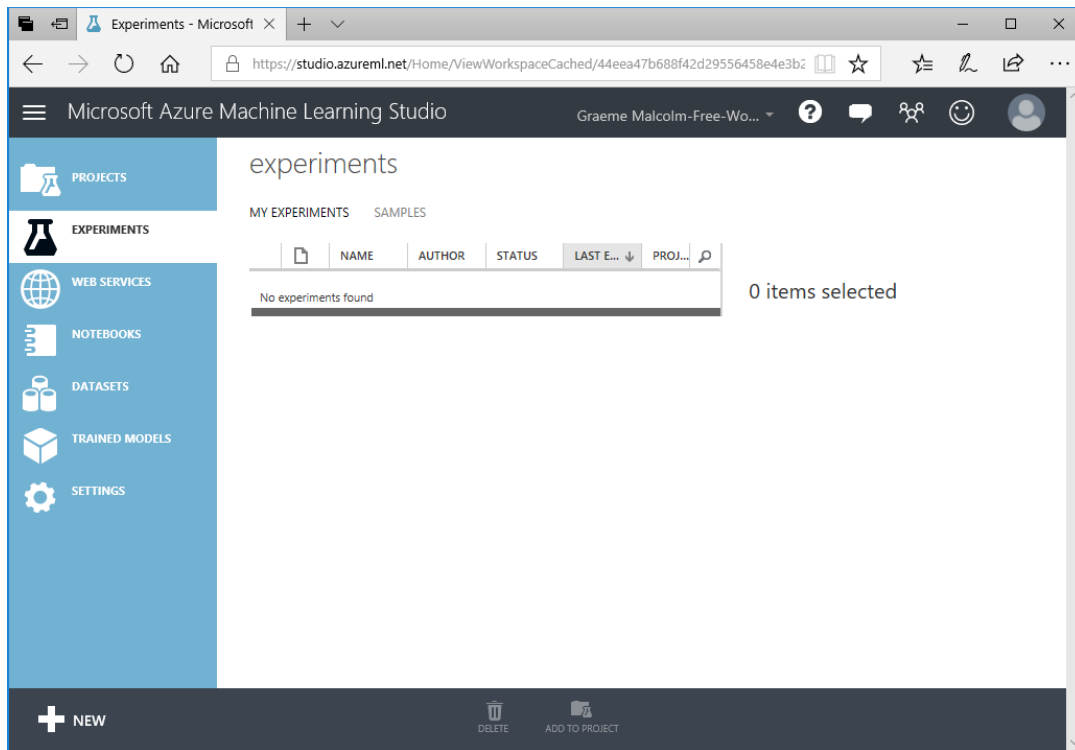 Experiments - Microsoft
https://studio.azureml.net/Home/ViewWorkspaceCached/44eea47b688f42d29556458e4e3b2
Microsoft Azure Machine Learning Studio
Graeme Malcolm-Free-Wo...
PROJECTS
EXPERIMENTS
WEB SERVICES
NOTEBOOKS
DATASETS
TRAINED MODELS
SETTINGS
experiments
MY EXPERIMENTS SAMPLES
NAME AUTHOR STATUS LAST E... PROJ...
No experiments found
0 items selected
NEW
DELETE
ADD TO PROJECT